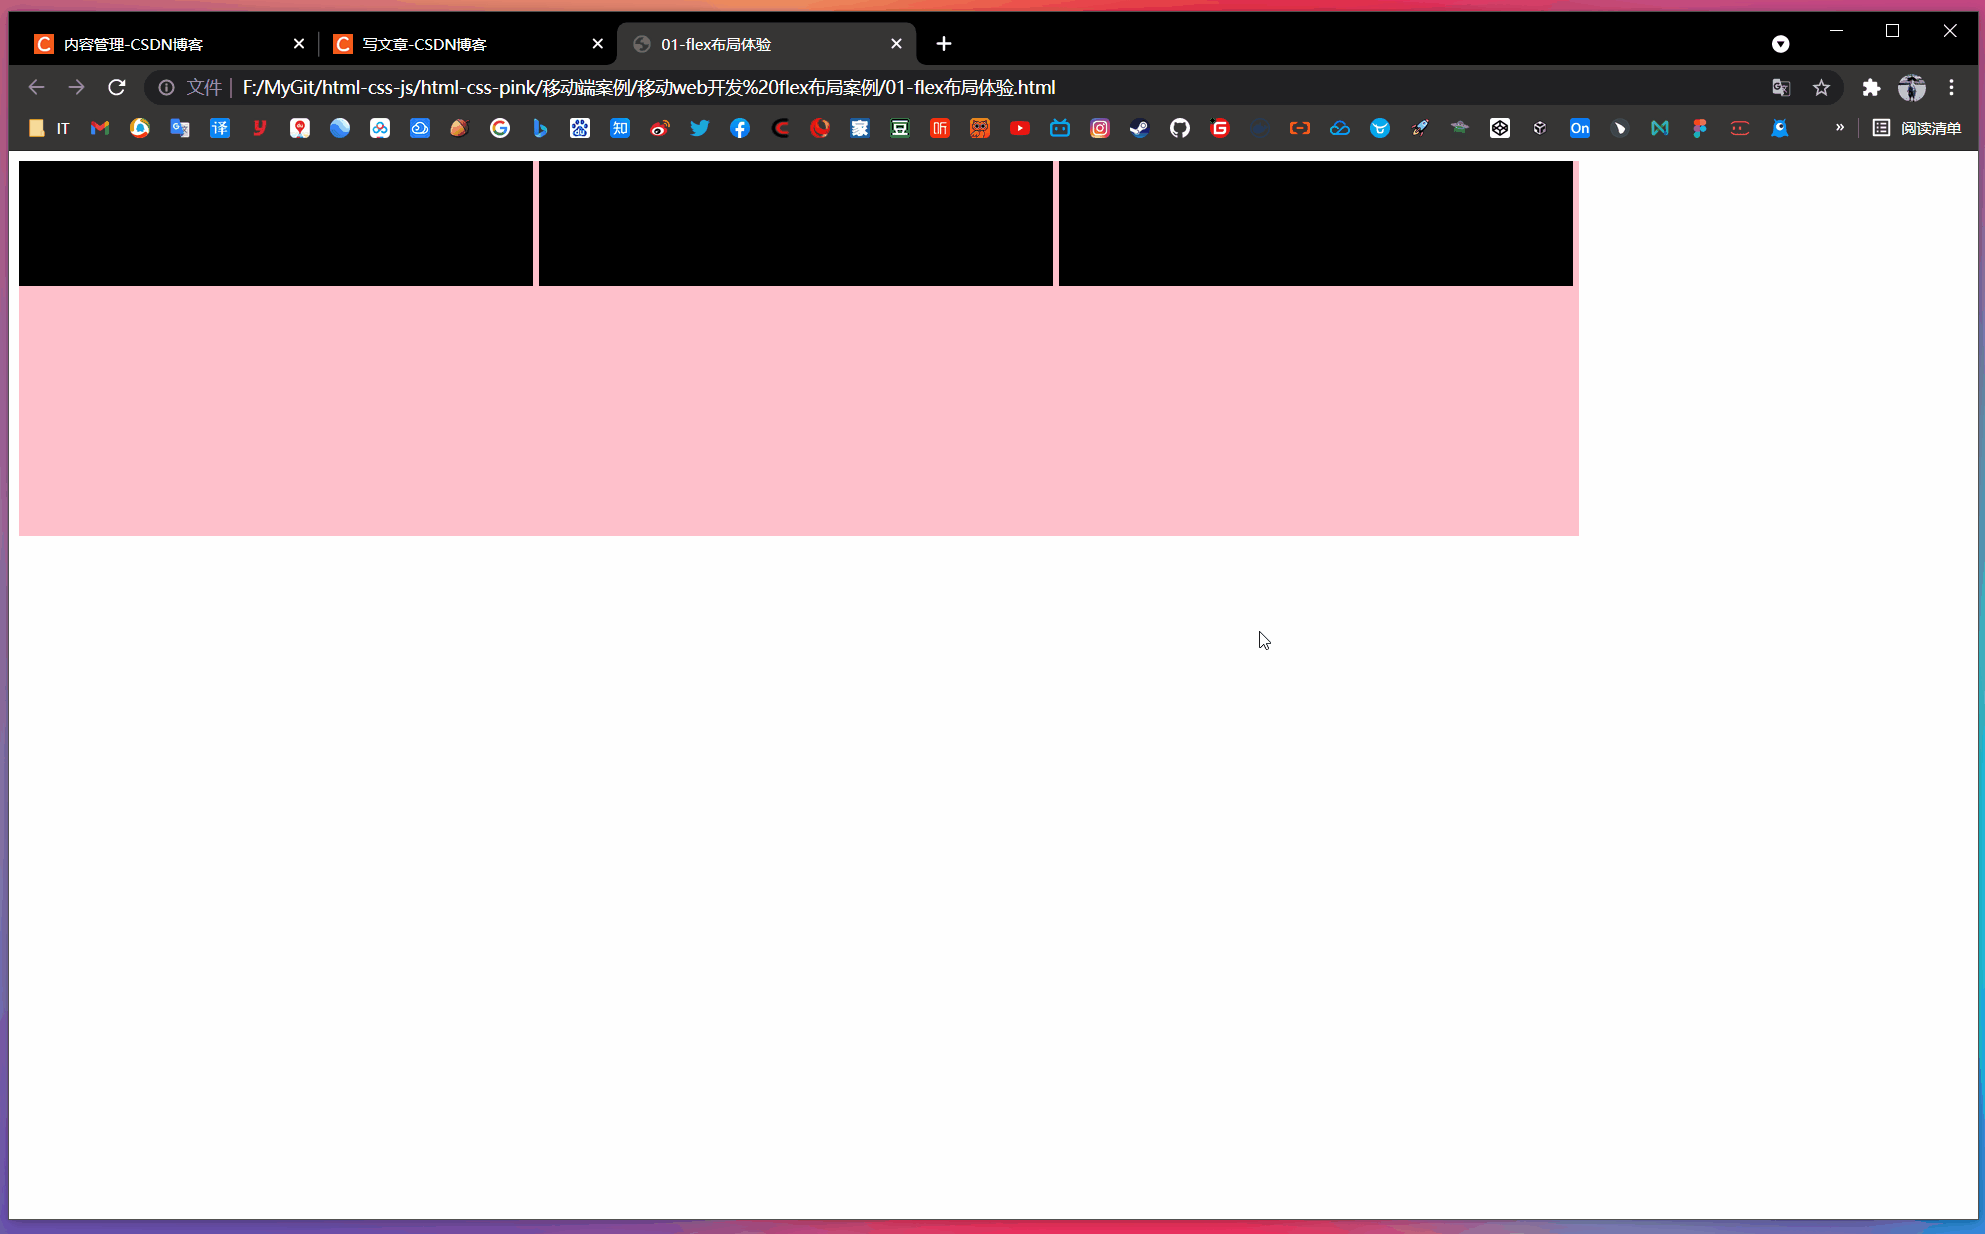 内容管理-CSDN博客
写文章-CSDN博客
01-flex布局体验
文件 | F:/MyGit/html-css-js/html-css-pink/移动端案例/移动web开发%20flex布局案例/01-flex布局体验.html
IT 译 知 家 豆 听 On » 阅读清单